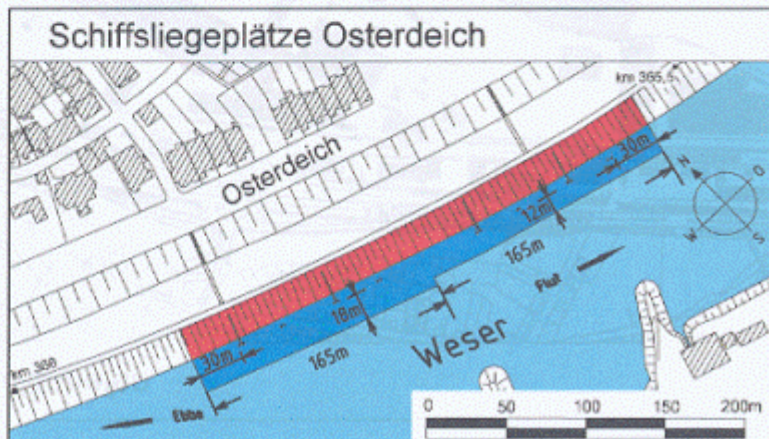 Schiffsliegeplätze Osterdeich
km 365,5
Osterdeich
30m
N
O
W
S
12m
165m
Flut
18m
Weser
30m
165m
km 366
Ebbe
0 50 100 150 200m